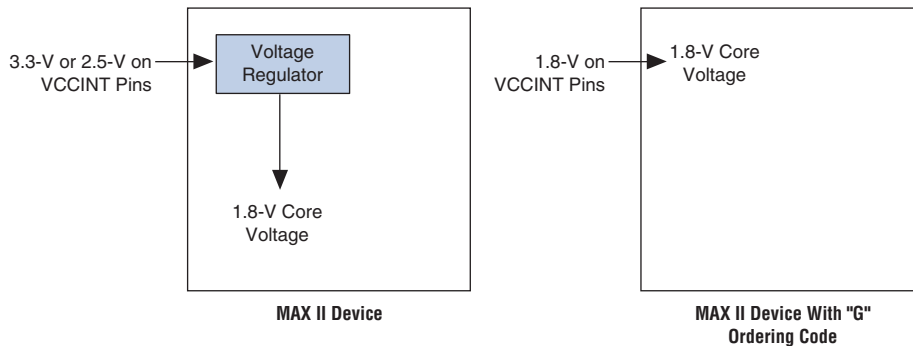 3.3-V or 2.5-V on
VCCINT Pins
Voltage
Regulator
1.8-V Core
Voltage
MAX II Device
1.8-V on
VCCINT Pins
1.8-V Core
Voltage
MAX II Device With "G"
Ordering Code